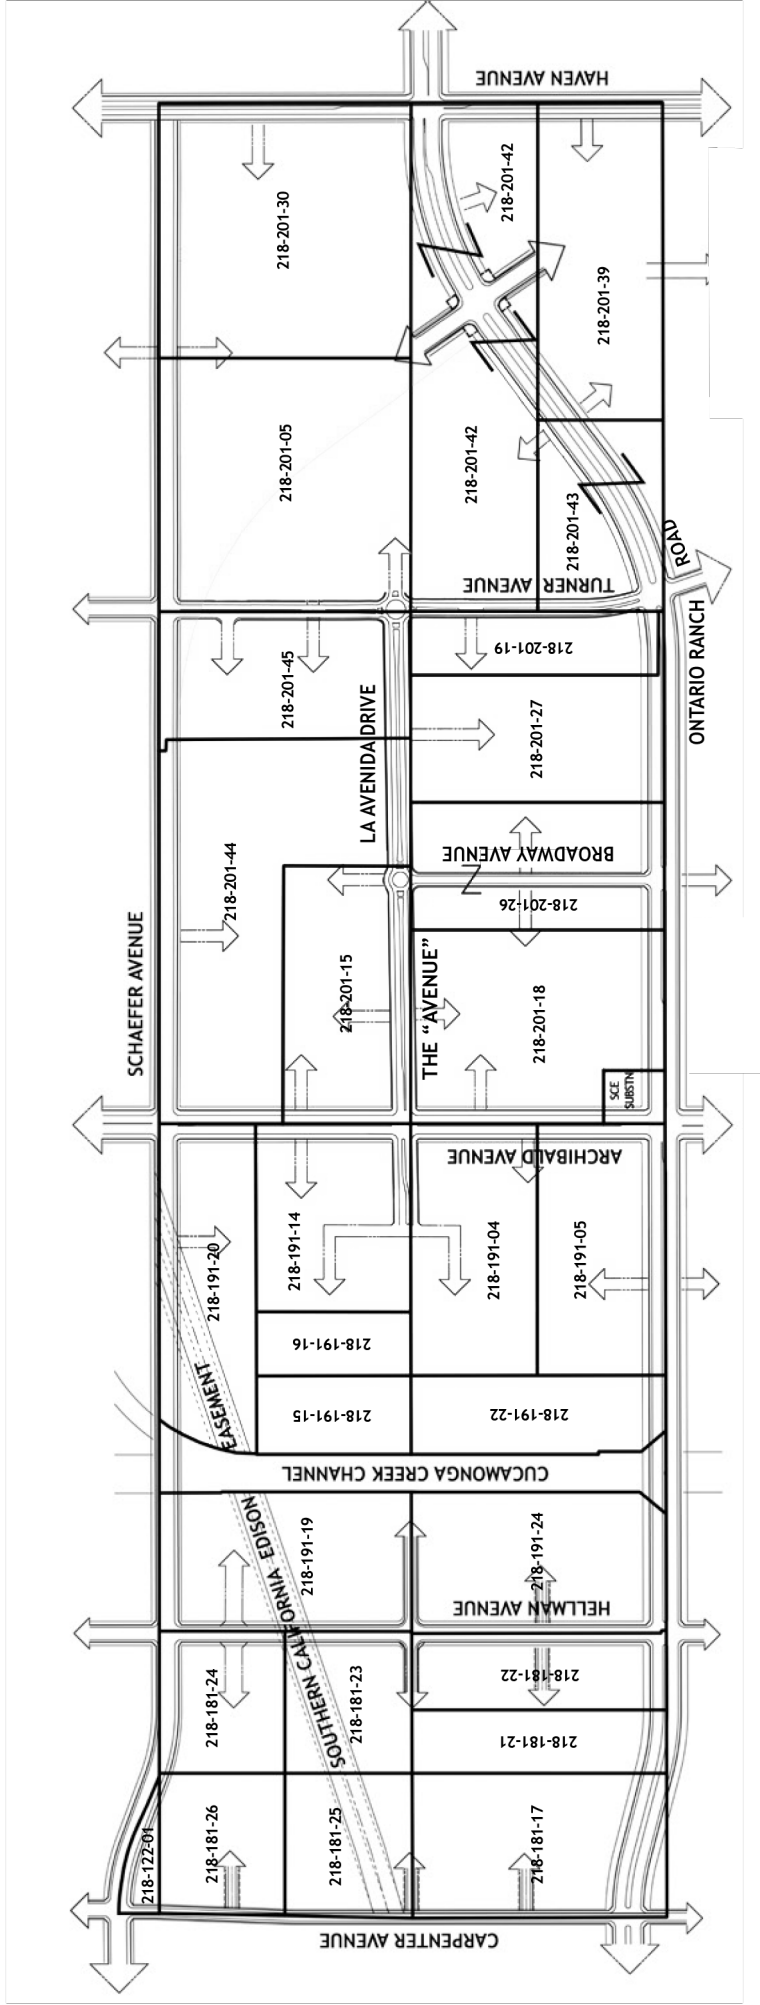 HAVEN AVENUE
218-201-30
218-201-42
218-201-39
218-201-05
218-201-42
218-201-43
TURNER AVENUE
ONTARIO RANCH
ROAD
218-201-45
218-201-19
LA AVENIDA DRIVE
218-201-27
218-201-44
BROADWAY AVENUE
218-201-26
SCHAEFER AVENUE
218-201-15
THE “AVENUE”
218-201-18
SCE
SUBSTN
ARCHIBALD AVENUE
218-191-20
218-191-14
218-191-04
218-191-05
218-191-16
218-191-15
218-191-22
CUCAMONGA CREEK CHANNEL
SOUTHERN CALIFORNIA EDISON EASEMENT
218-191-19
218-191-24
HELLMAN AVENUE
218-181-24
218-181-23
218-181-22
218-181-21
218-122-01
218-181-26
218-181-25
218-181-17
CARPENTER AVENUE